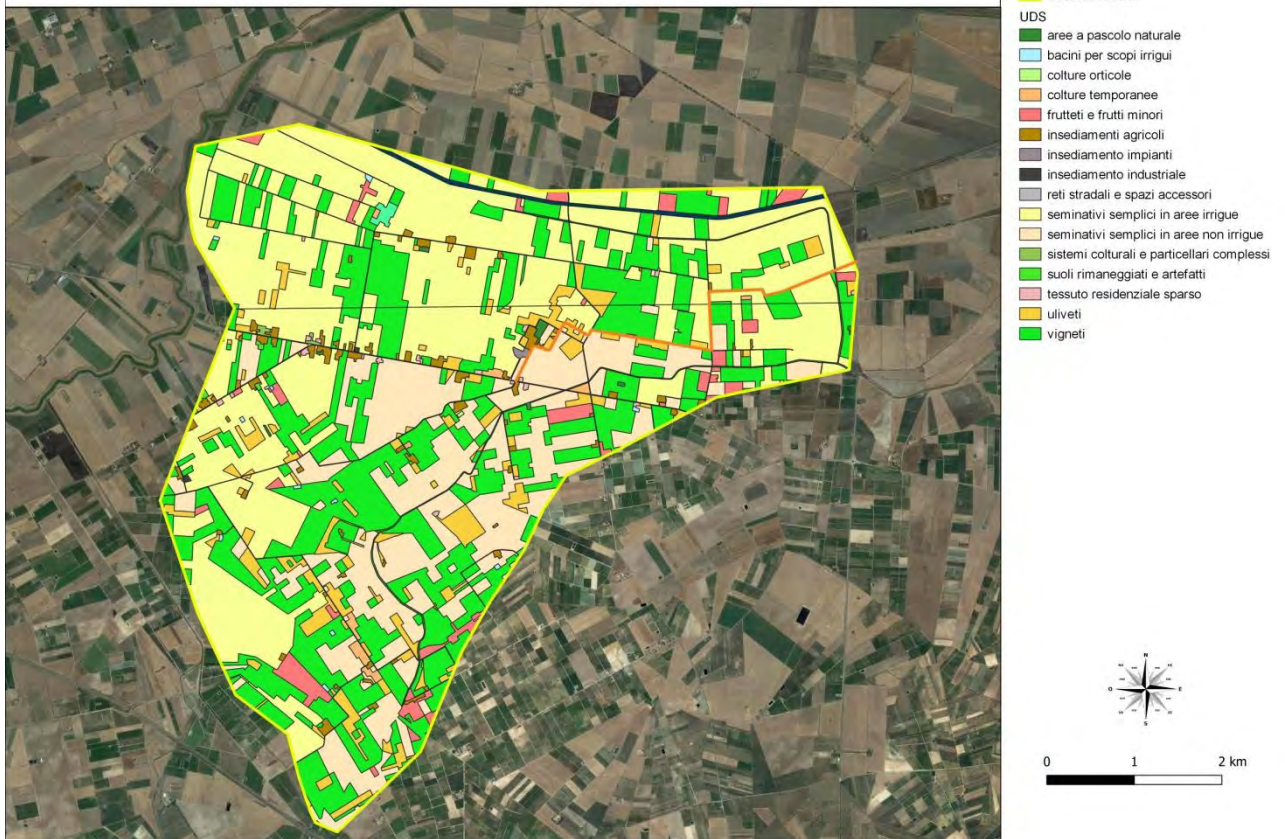 UDS
aree a pascolo naturale
bacini per scopi irrigui
colture orticole
colture temporanee
frutteti e frutti minori
insediamenti agricoli
insediamento impianti
insediamento industriale
reti stradali e spazi accessori
seminativi semplici in aree irrigue
seminativi semplici in aree non irrigue
sistemi colturali e particellari complessi
suoli rimaneggiati e artefatti
tessuto residenziale sparso
uliveti
vigneti
N
O
E
S
0 1 2 km